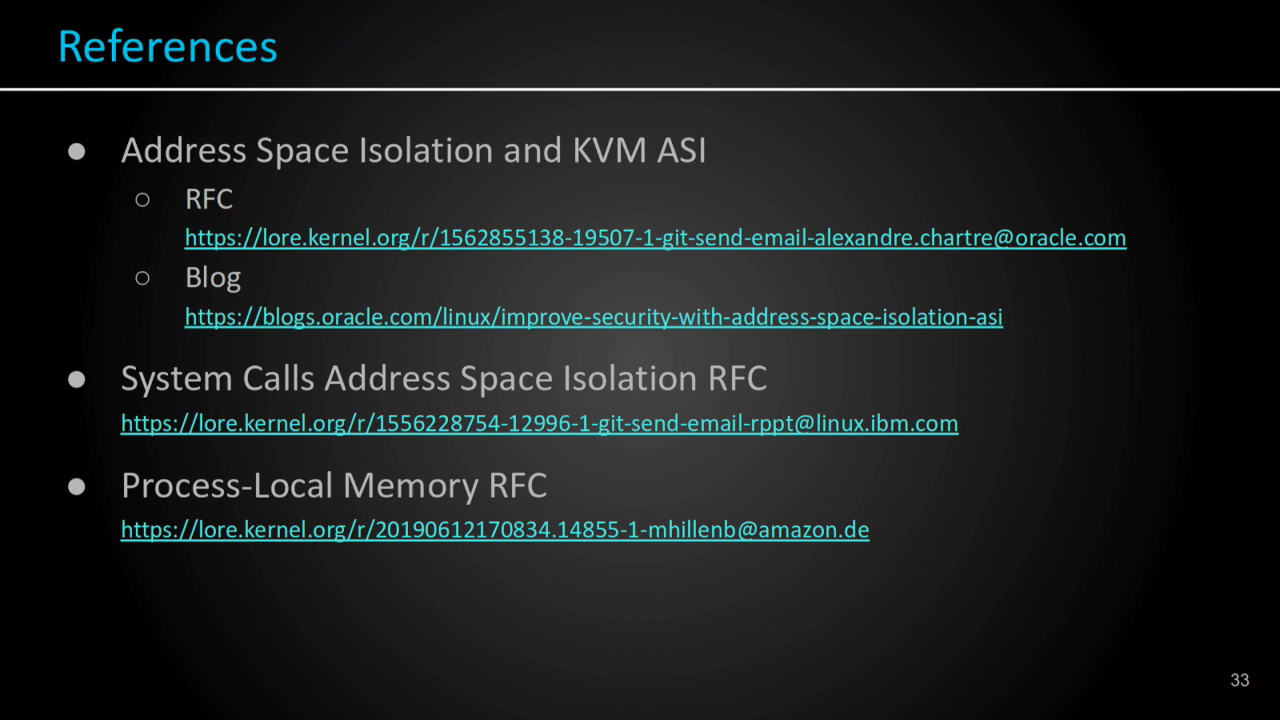 References
● Address Space Isolation and KVM ASI
○ RFC
https://lore.kernel.org/r/1562855138-19507-1-git-send-email-alexandre.chartre@oracle.com
○ Blog
https://blogs.oracle.com/linux/improve-security-with-address-space-isolation-asi
● System Calls Address Space Isolation RFC
https://lore.kernel.org/r/1556228754-12996-1-git-send-email-rppt@linux.ibm.com
● Process-Local Memory RFC
https://lore.kernel.org/r/20190612170834.14855-1-mhillenb@amazon.de
33